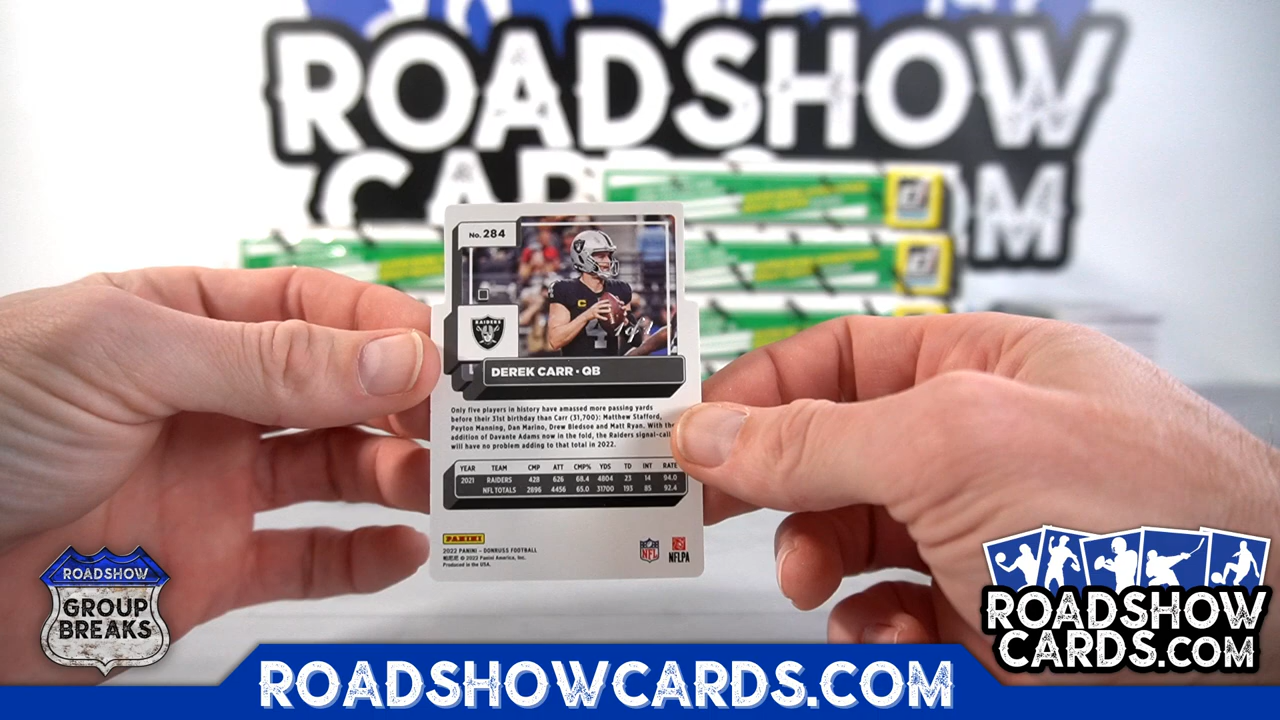 ROADSHOW
CARDS.COM
No. 284
RAIDERS
4
1 of 1
DEREK CARR · QB
Only five players in history have amassed more passing yards
before their 31st birthday than Carr (31,700): Matthew Stafford,
Peyton Manning, Dan Marino, Drew Bledsoe and Matt Ryan. With
addition of Davante Adams now in the fold, the Raiders
will have no problem adding to that total in 2022.
YEAR TEAM CMP ATT CMP% YDS TD INT RATE
2021 RAIDERS 428 626 68.4 4804 23 14 94.0
NFL TOTALS 2896 4456 65.0 31700 193 85 92.4
PANINI
2022 PANINI – DONRUSS FOOTBALL
© 2022 Panini America, Inc.
Produced in the USA.
NFL
NFLPA
ROADSHOW
GROUP
BREAKS
ROADSHOW
CARDS.COM
ROADSHOWCARDS.COM